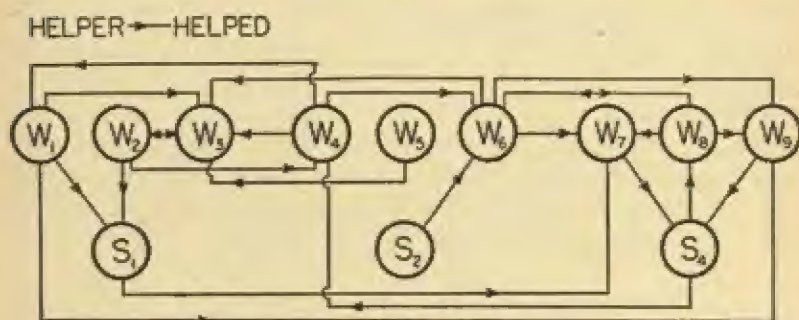 HELPER → HELPED
W₁ W₂ W₃ W₄ W₅ W₆ W₇ W₈ W₉
S₁ S₂ S₄